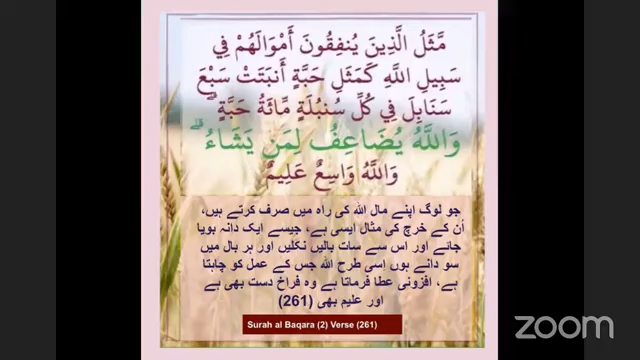 مَّثَلُ الَّذِينَ يُنفِقُونَ أَمْوَالَهُمْ فِي
سَبِيلِ اللَّهِ كَمَثَلِ حَبَّةٍ أَنبَتَتْ سَبْعَ
سَنَابِلَ فِي كُلِّ سُنبُلَةٍ مِّائَةُ حَبَّةٍ ۗ
وَاللَّهُ يُضَاعِفُ لِمَن يَشَاءُ ۗ
وَاللَّهُ وَاسِعٌ عَلِيمٌ
جو لوگ اپنے مال اللہ کی راہ میں صرف کرتے ہیں،
اُن کے خرچ کی مثال ایسی ہے، جیسے ایک دانہ بویا
جائے اور اس سے سات بالیں نکلیں اور ہر بال میں
سو دانے ہوں اسی طرح اللہ جس کے عمل کو چاہتا
ہے، افزونی عطا فرماتا ہے وہ فراخ دست بھی ہے
اور علیم بھی (261)
Surah al Baqara (2) Verse (261)
zoom